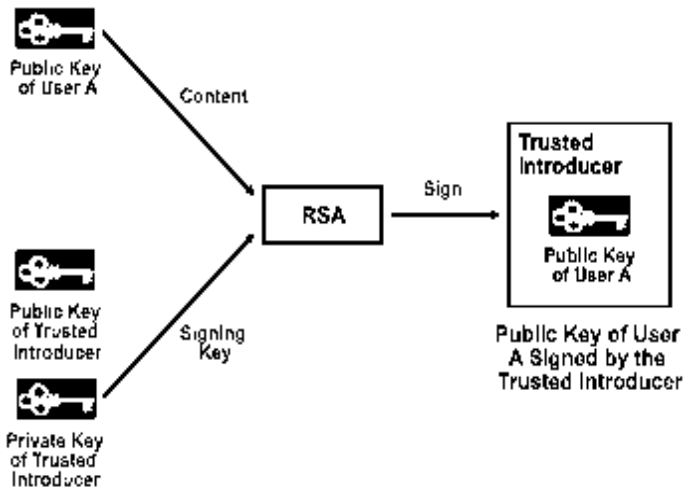 Public Key
of User A
Content
RSA
Sign
Trusted
Introducer
Public Key
of User A
Public Key of User
A Signed by the
Trusted Introducer
Public Key
of Trusted
Introducer
Signing
Key
Private Key
of Trusted
Introducer